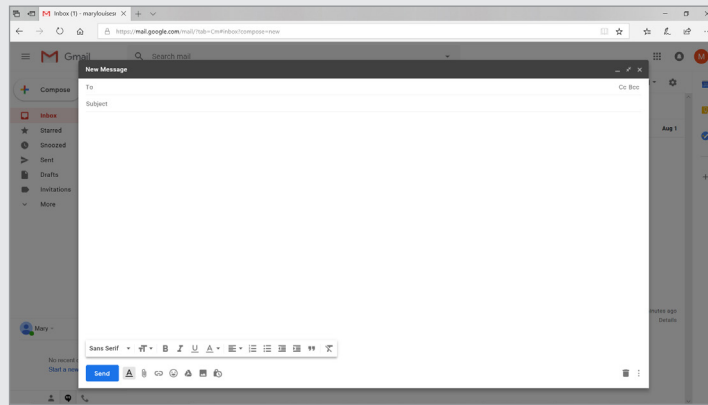 Inbox (1) - marylouisesi
https://mail.google.com/mail/?tab=Cm#inbox?compose=new
Gmail
Search mail
M
New Message
To
Cc Bcc
Subject
Compose
Inbox
Starred
Snoozed
Sent
Drafts
Invitations
More
Aug 1
Mary
No recent
Start a new
inutes ago
Details
Sans Serif
B I U A
Send A